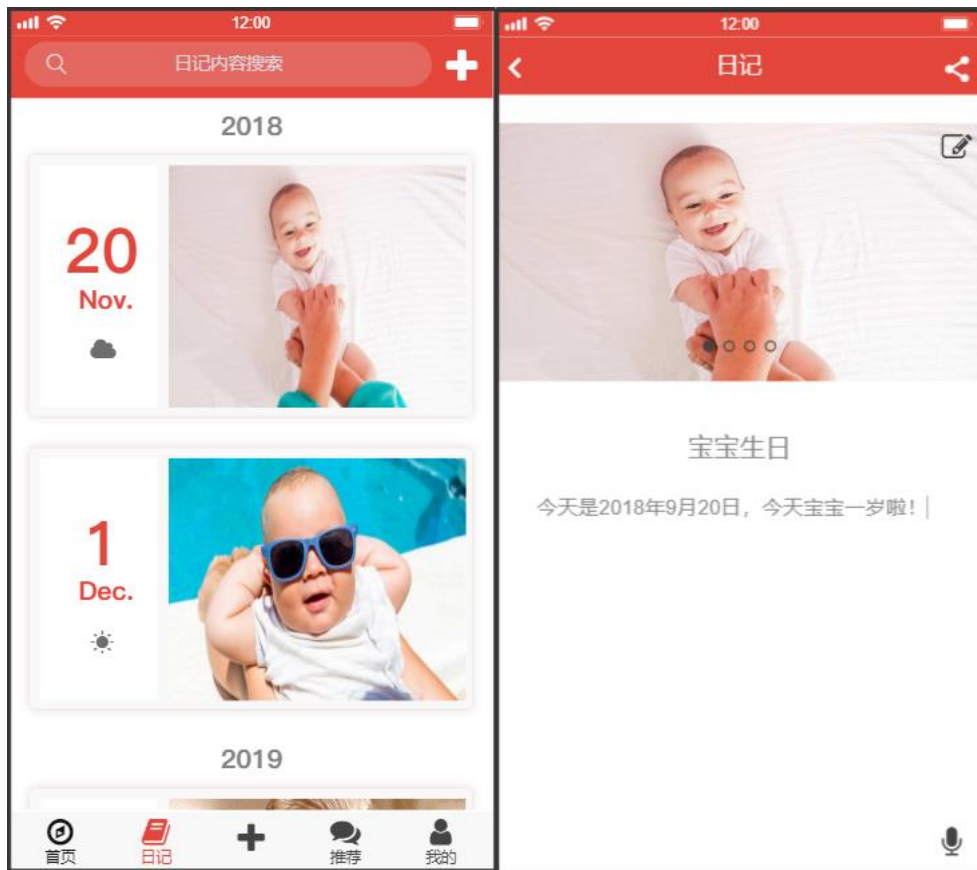 12:00
日记内容搜索
2018
20
Nov.
1
Dec.
2019
首页
日记
推荐
我的
12:00
日记
宝宝生日
今天是2018年9月20日，今天宝宝一岁啦！